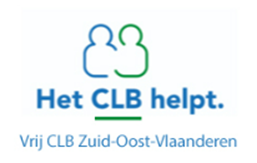 Het CLB helpt.
Vrij CLB Zuid-Oost-Vlaanderen